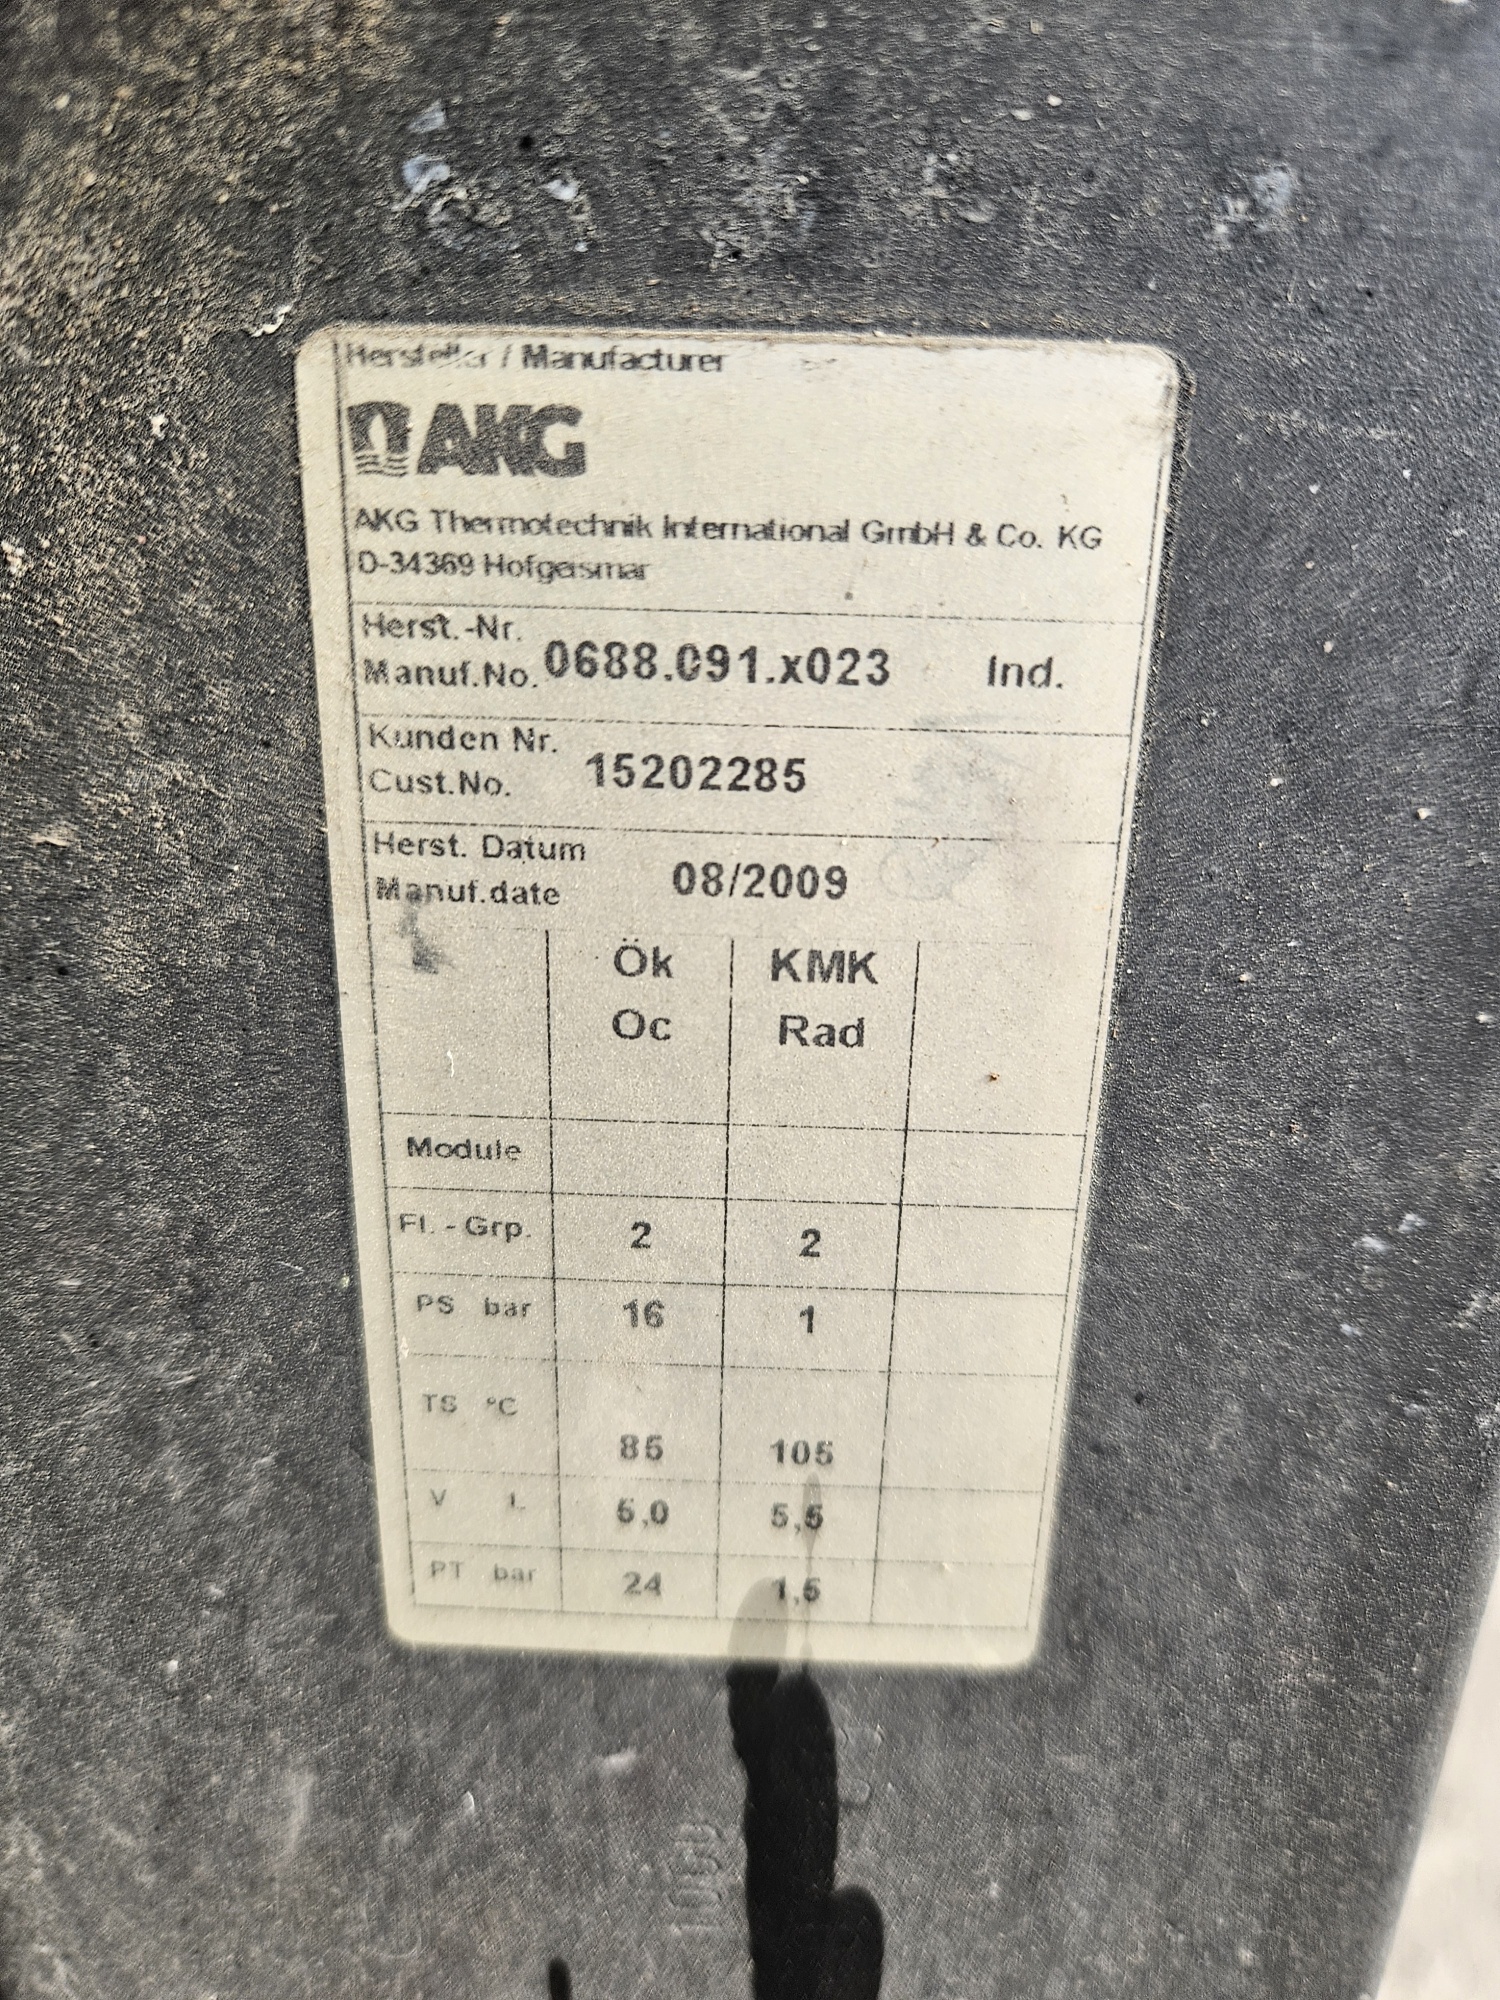 Hersteller / Manufacturer
AKG
AKG Thermotechnik International GmbH & Co. KG
D-34369 Hofgeismar
Herst.-Nr.
Manuf.No. 0688.091.x023 Ind.
Kunden Nr.
Cust.No. 15202285
Herst. Datum
Manuf.date 08/2009
Ök KMK
Oc Rad
Module
Fl. - Grp. 2 2
PS bar 16 1
TS °C
85 105
V L 5,0 5,5
PT bar 24 1,5